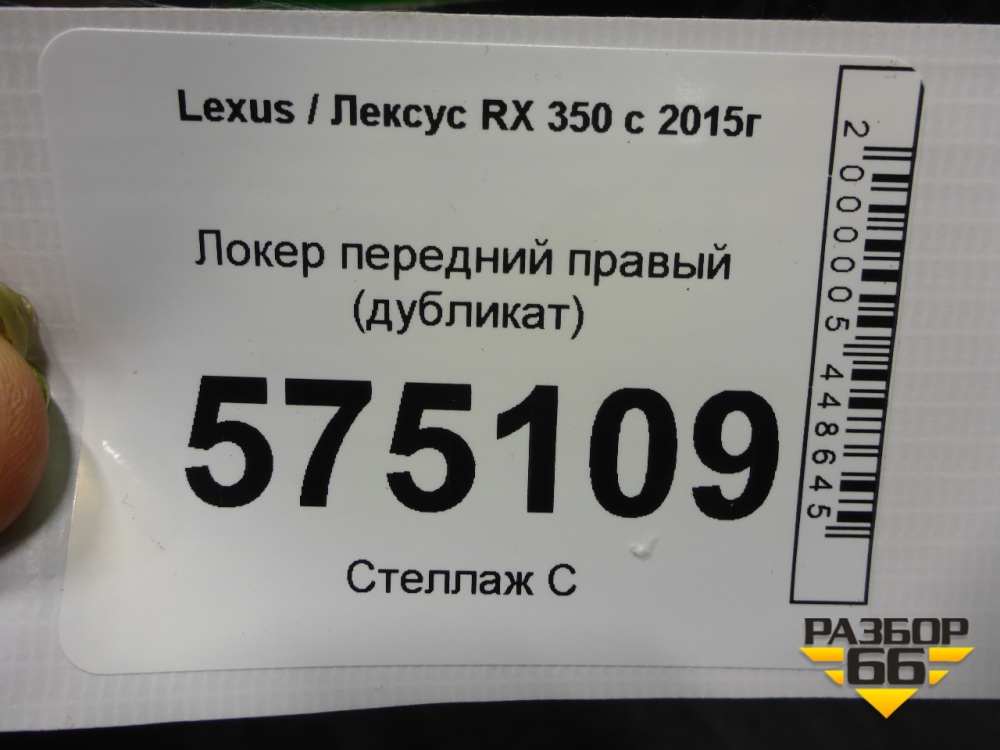 Lexus / Лексус RX 350 с 2015г
Локер передний правый
(дубликат)
575109
Стеллаж С
2000005448645
РАЗБОР
66